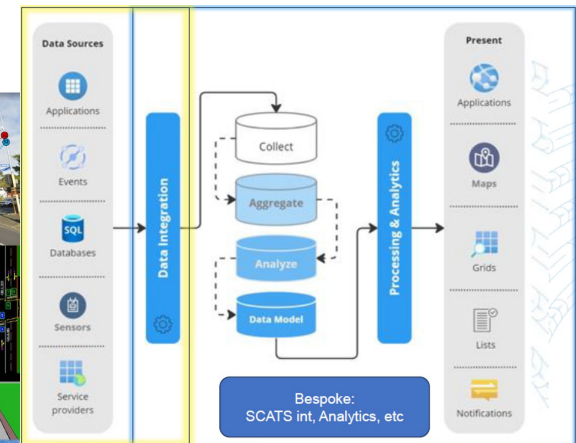 Data Sources
Applications
Events
SQL
Databases
Sensors
Service
providers
Data Integration
Collect
Aggregate
Analyze
Data Model
Bespoke:
SCATS int, Analytics, etc
Processing & Analytics
Present
Applications
Maps
Grids
Lists
Notifications